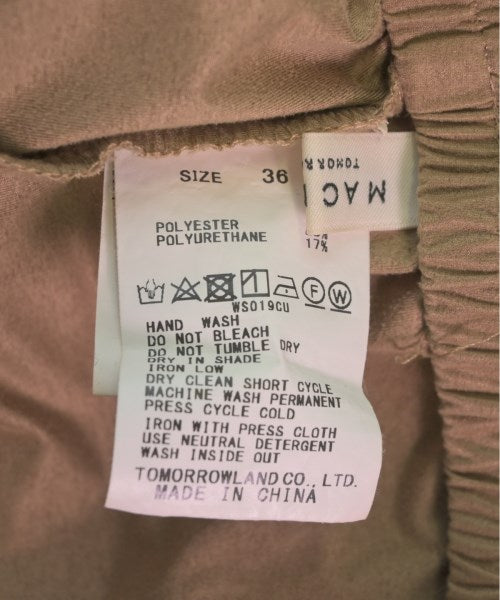 SIZE 36
TOMORR
MAC
POLYESTER
POLYURETHANE 17%
WS019CU
HAND WASH
DO NOT BLEACH
DO NOT TUMBLE DRY
DRY IN SHADE
IRON LOW
DRY CLEAN SHORT CYCLE
MACHINE WASH PERMANENT
PRESS CYCLE COLD
IRON WITH PRESS CLOTH
USE NEUTRAL DETERGENT
WASH INSIDE OUT
TOMORROWLAND CO., LTD.
MADE IN CHINA